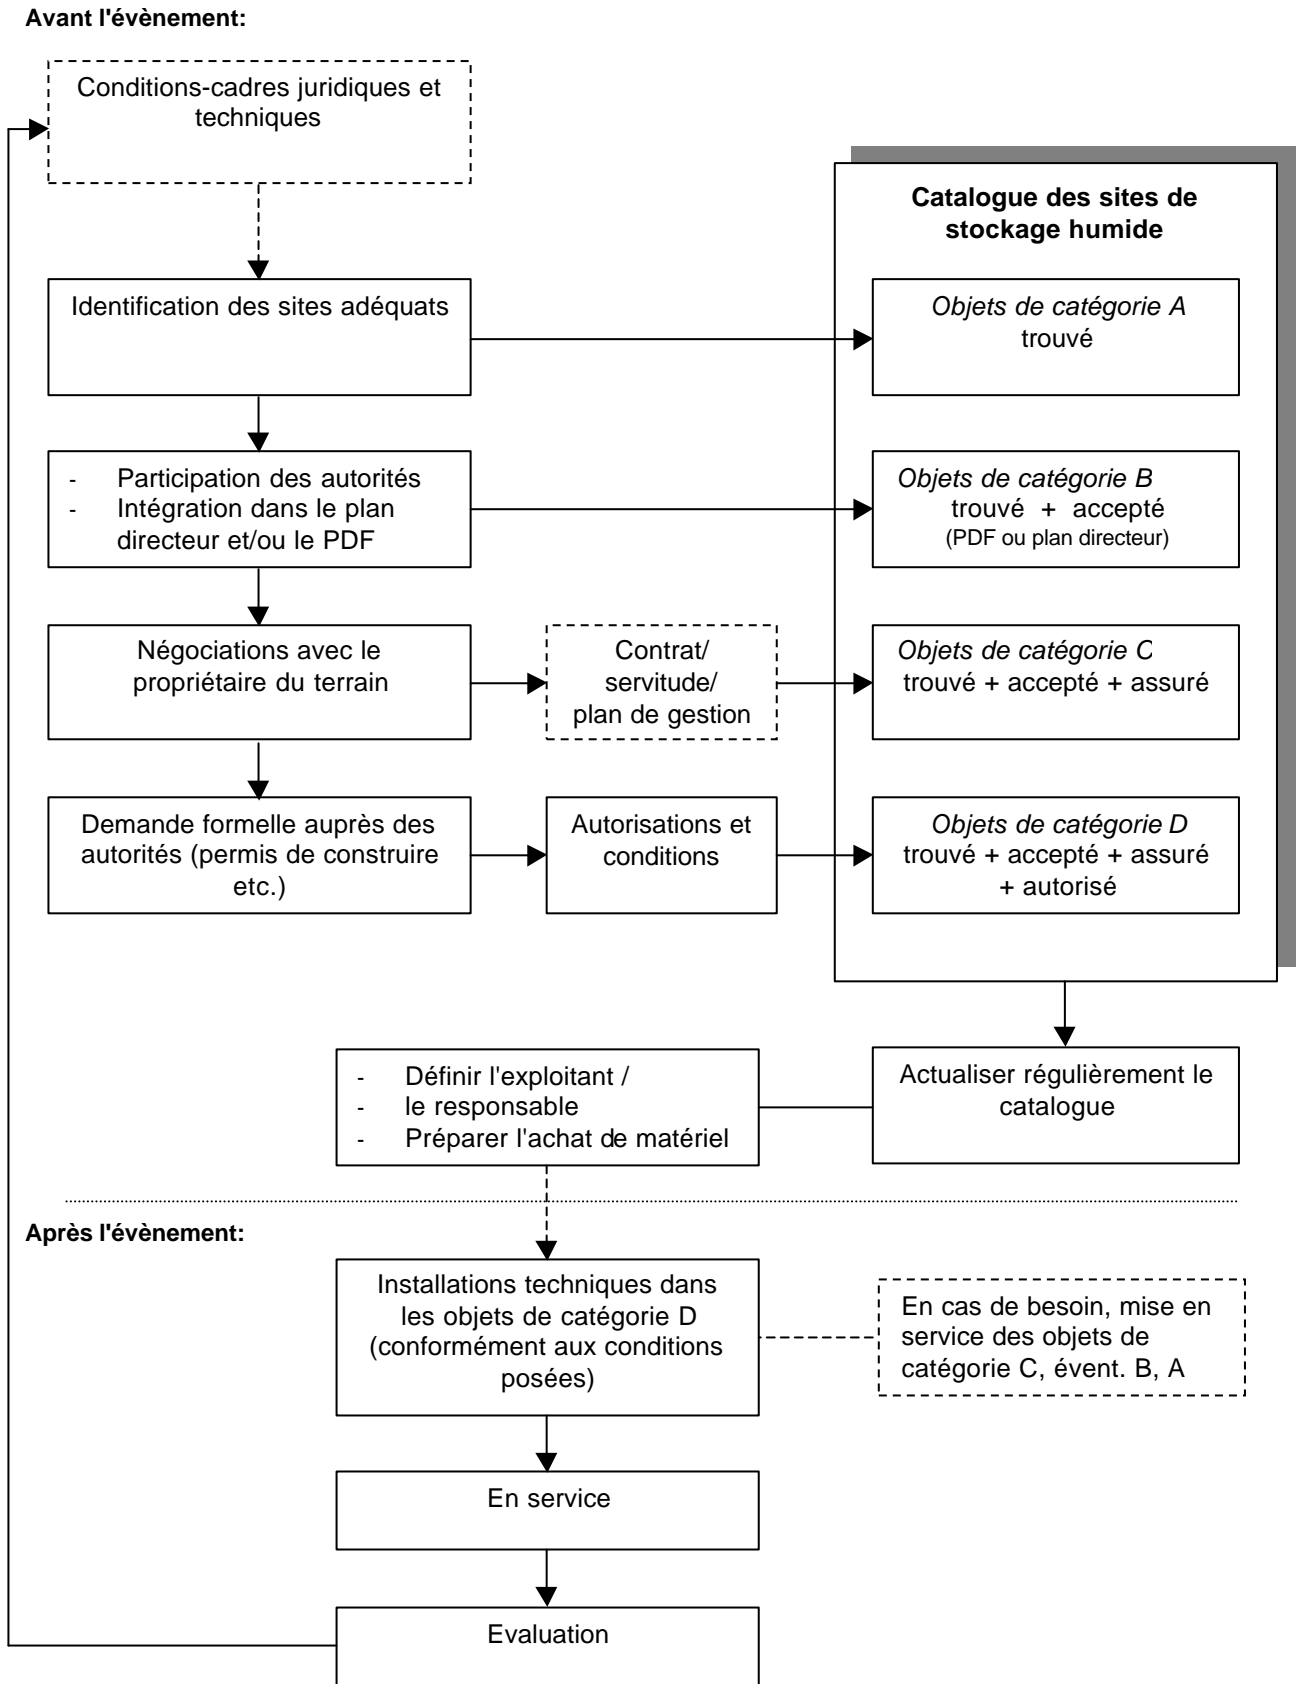 Avant l'évènement:
Conditions-cadres juridiques et
techniques
Catalogue des sites de
stockage humide
Identification des sites adéquats
Objets de catégorie A
trouvé
- Participation des autorités
- Intégration dans le plan
directeur et/ou le PDF
Objets de catégorie B
trouvé + accepté
(PDF ou plan directeur)
Négociations avec le
propriétaire du terrain
Contrat/
servitude/
plan de gestion
Objets de catégorie C
trouvé + accepté + assuré
Demande formelle auprès des
autorités (permis de construire
etc.)
Autorisations et
conditions
Objets de catégorie D
trouvé + accepté + assuré
+ autorisé
- Définir l'exploitant /
- le responsable
- Préparer l'achat de matériel
Actualiser régulièrement le
catalogue
Après l'évènement:
Installations techniques dans
les objets de catégorie D
(conformément aux conditions
posées)
En cas de besoin, mise en
service des objets de
catégorie C, évent. B, A
En service
Evaluation